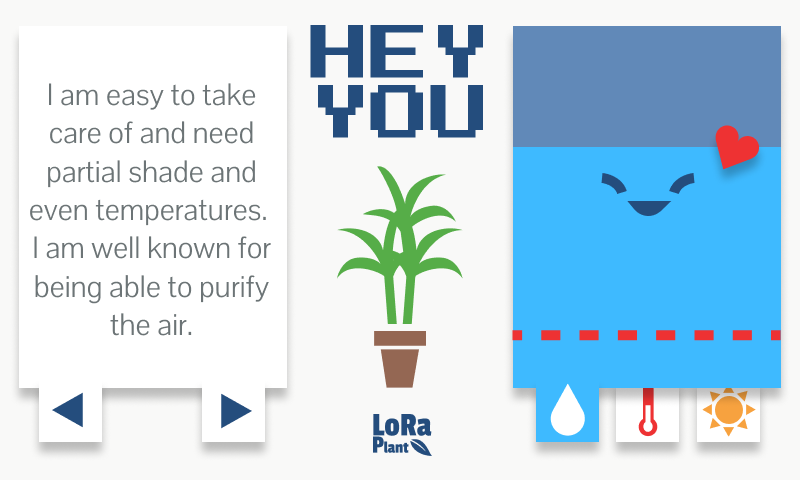 I am easy to take
care of and need
partial shade and
even temperatures.
I am well known for
being able to purify
the air.
HEY
YOU
LoRa
Plant